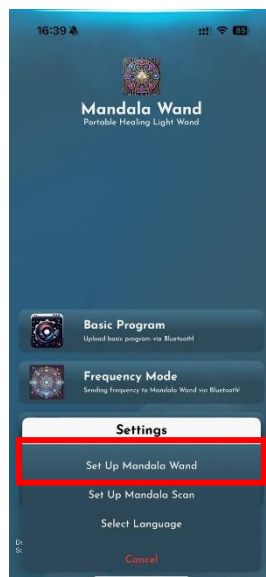 16:39
85
Mandala Wand
Portable Healing Light Wand
Basic Program
Upload basic program via Bluetooth!
Frequency Mode
Sending frequency to Mandala Wand via Bluetooth!
Settings
Set Up Mandala Wand
Set Up Mandala Scan
Select Language
Cancel